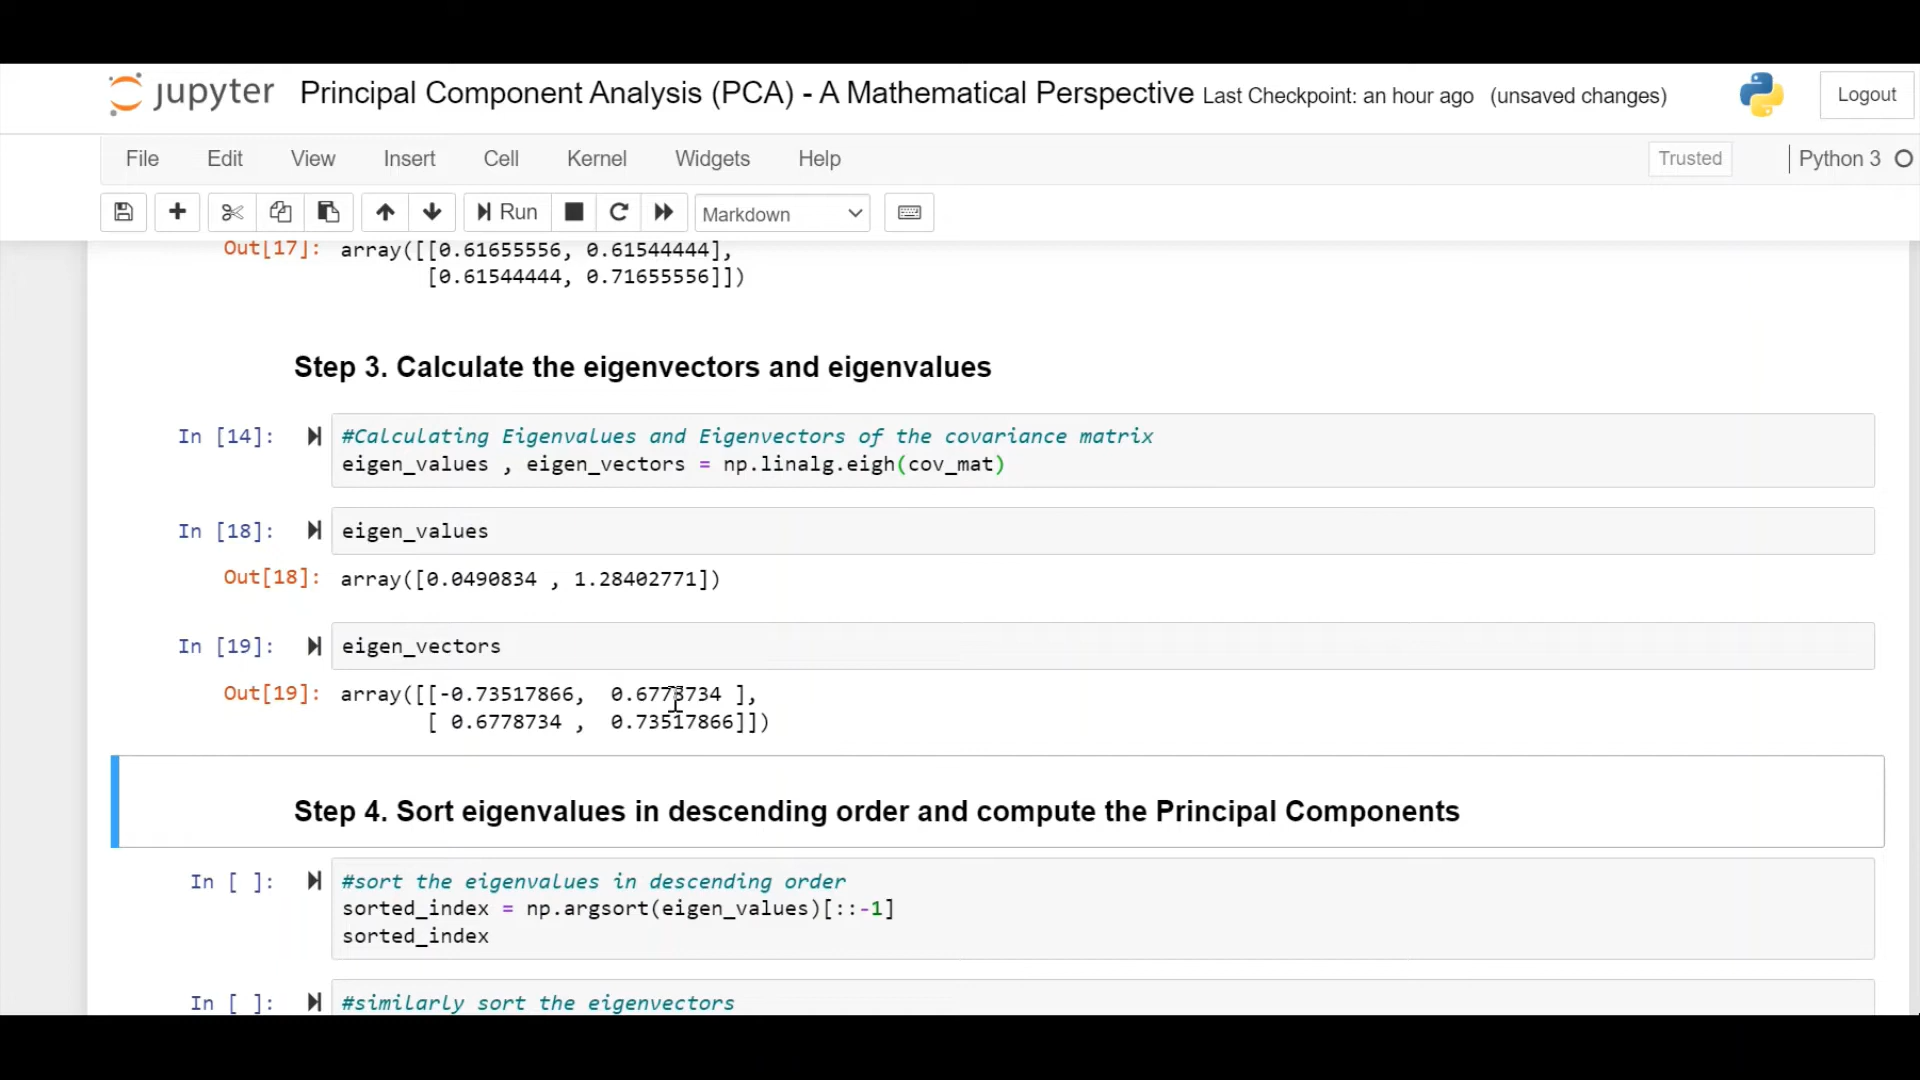 jupyter Principal Component Analysis (PCA) - A Mathematical Perspective Last Checkpoint: an hour ago (unsaved changes) Logout
File Edit View Insert Cell Kernel Widgets Help Trusted Python 3
Run Markdown
Out[17]: array([[0.61655556, 0.61544444],
[0.61544444, 0.71655556]])
Step 3. Calculate the eigenvectors and eigenvalues
In [14]: #Calculating Eigenvalues and Eigenvectors of the covariance matrix
eigen_values , eigen_vectors = np.linalg.eigh(cov_mat)
In [18]: eigen_values
Out[18]: array([0.0490834 , 1.28402771])
In [19]: eigen_vectors
Out[19]: array([[-0.73517866, 0.6778734 ],
[ 0.6778734 , 0.73517866]])
Step 4. Sort eigenvalues in descending order and compute the Principal Components
In [ ]: #sort the eigenvalues in descending order
sorted_index = np.argsort(eigen_values)[::-1]
sorted_index
In [ ]: #similarly sort the eigenvectors